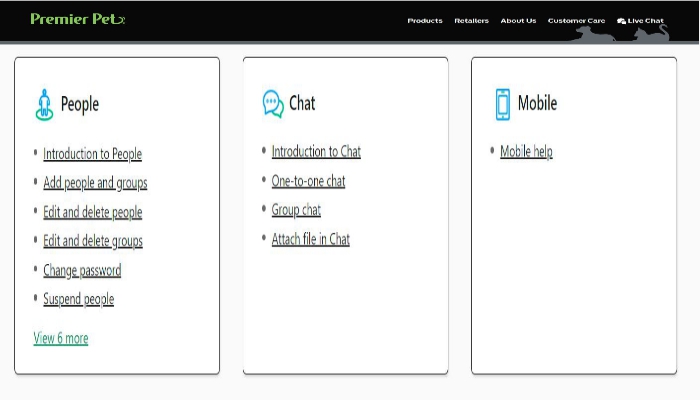 Premier Pet
Products Retailers About Us Customer Care Live Chat
People
Introduction to People
Add people and groups
Edit and delete people
Edit and delete groups
Change password
Suspend people
View 6 more
Chat
Introduction to Chat
One-to-one chat
Group chat
Attach file in Chat
Mobile
Mobile help